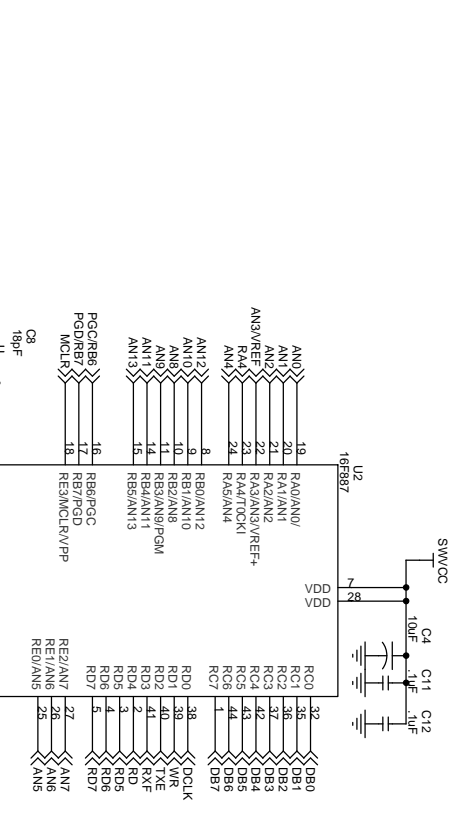 SWVCC
C4
10uF
C11
.1uF
C12
.1uF
U2
16F887
VDD 7
VDD 28
AN0 19 RA0/AN0/
AN1 20 RA1/AN1
AN2 21 RA2/AN2
AN3/VREF 22 RA3/AN3/VREF+
RA4 23 RA4/T0CKI
AN4 24 RA5/AN4
AN12 8 RB0/AN12
AN10 9 RB1/AN10
AN8 10 RB2/AN8
AN9 11 RB3/AN9/PGM
AN11 14 RB4/AN11
AN13 15 RB5/AN13
PGC/RB6 16 RB6/PGC
PGD/RB7 17 RB7/PGD
MCLR 18 RE3/MCLR/VPP
RC0 32 DB0
RC1 35 DB1
RC2 36 DB2
RC3 37 DB3
RC4 42 DB4
RC5 43 DB5
RC6 44 DB6
RC7 1 DB7
RD0 38 DCLK
RD1 39 WR
RD2 40 TXE
RD3 41 RXF
RD4 2 RD
RD5 3 RD5
RD6 4 RD6
RD7 5 RD7
RE2/AN7 27 AN7
RE1/AN6 26 AN6
RE0/AN5 25 AN5
C8
18pF